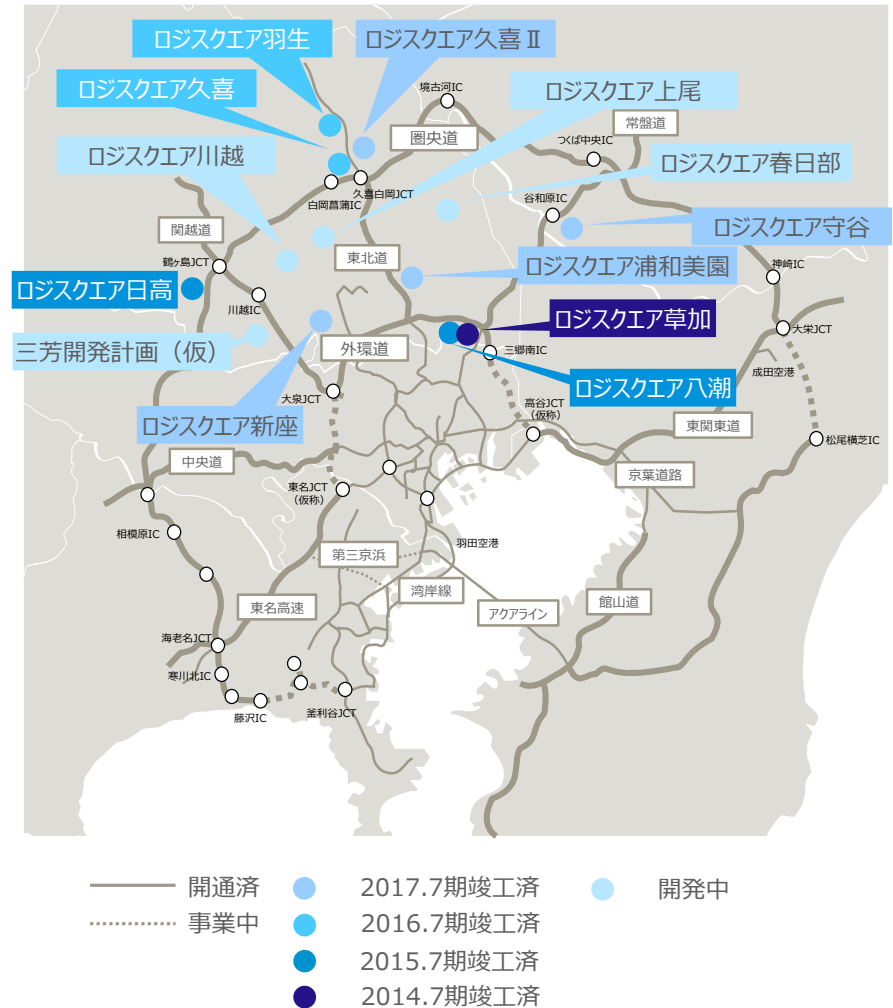 ロジスクエア羽生
ロジスクエア久喜Ⅱ
ロジスクエア久喜
境古河IC
ロジスクエア上尾
常盤道
圏央道
つくば中央IC
ロジスクエア川越
ロジスクエア春日部
久喜白岡JCT
白岡菖蒲IC
谷和原IC
関越道
ロジスクエア守谷
東北道
鶴ヶ島JCT
ロジスクエア浦和美園
神崎IC
ロジスクエア日高
川越IC
ロジスクエア草加
大栄JCT
三芳開発計画（仮）
外環道
三郷南IC
成田空港
ロジスクエア八潮
大泉JCT
高谷JCT
（仮称）
ロジスクエア新座
東関東道
松尾横芝IC
中央道
京葉道路
東名JCT
（仮称）
相模原IC
羽田空港
第三京浜
湾岸線
館山道
東名高速
アクアライン
海老名JCT
寒川北IC
藤沢IC
釜利谷JCT
開通済
2017.7期竣工済
開発中
事業中
2016.7期竣工済
2015.7期竣工済
2014.7期竣工済